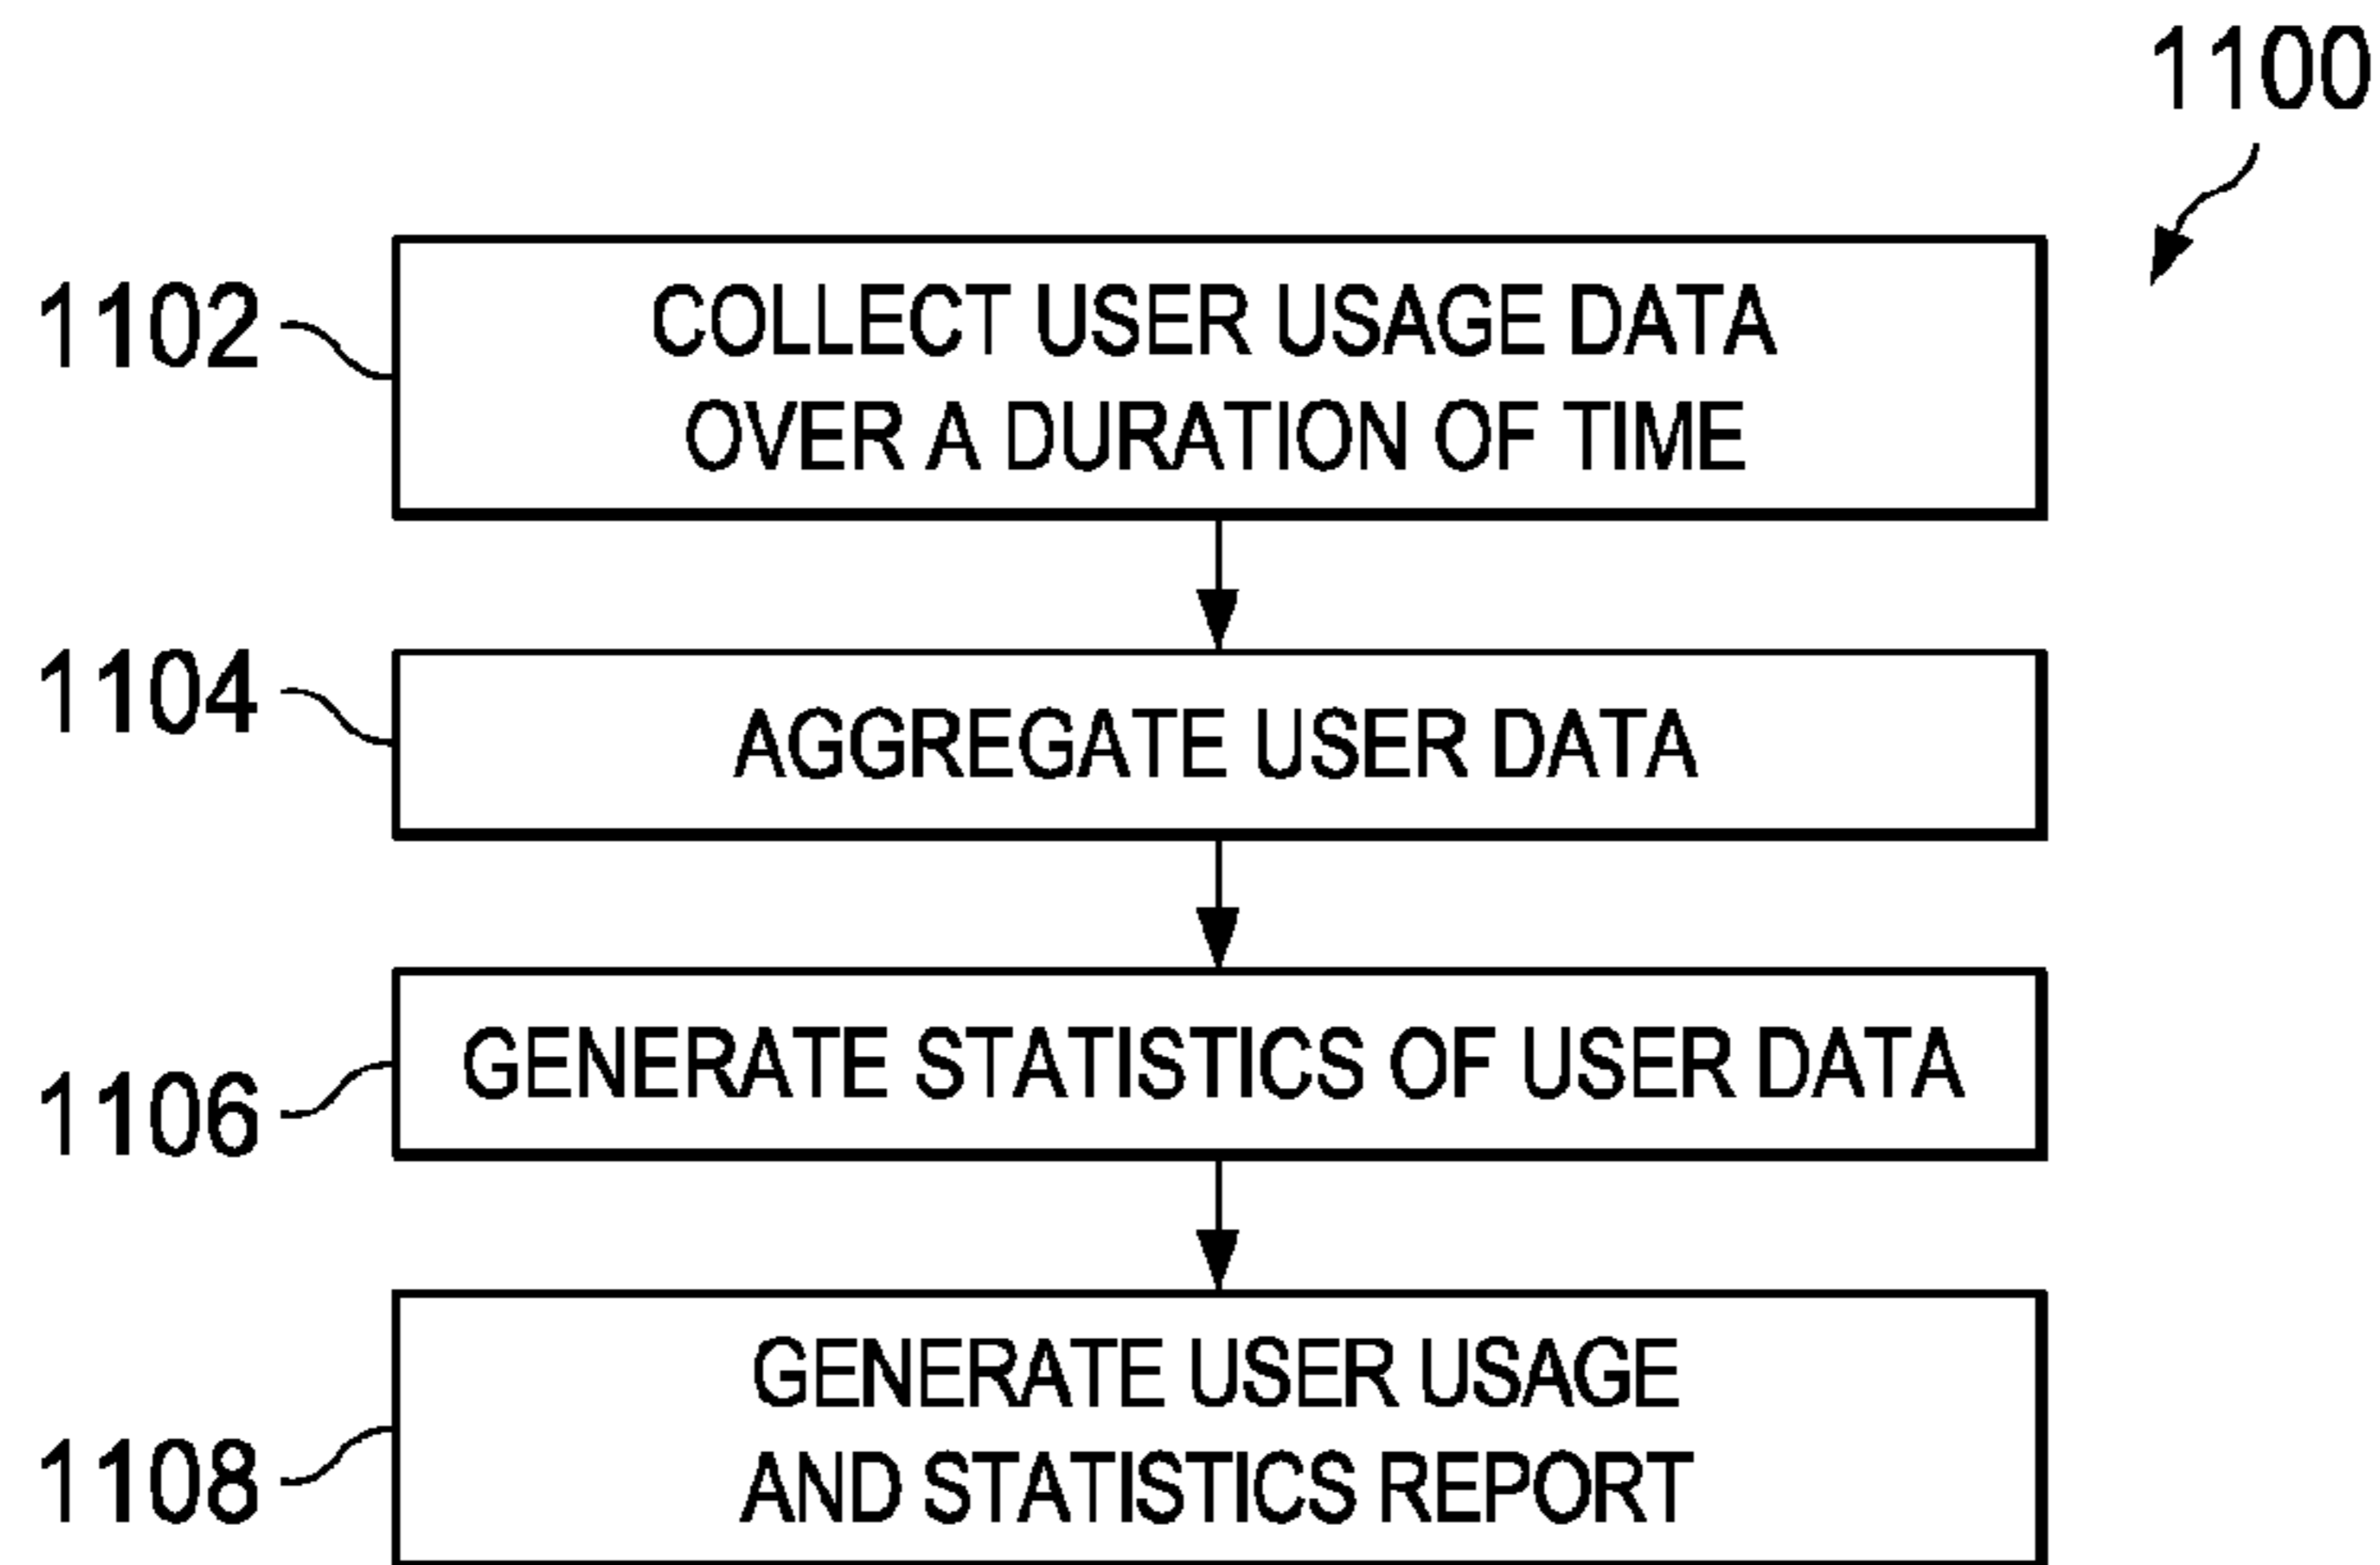 1100
1102
COLLECT USER USAGE DATA
OVER A DURATION OF TIME
1104
AGGREGATE USER DATA
1106
GENERATE STATISTICS OF USER DATA
1108
GENERATE USER USAGE
AND STATISTICS REPORT